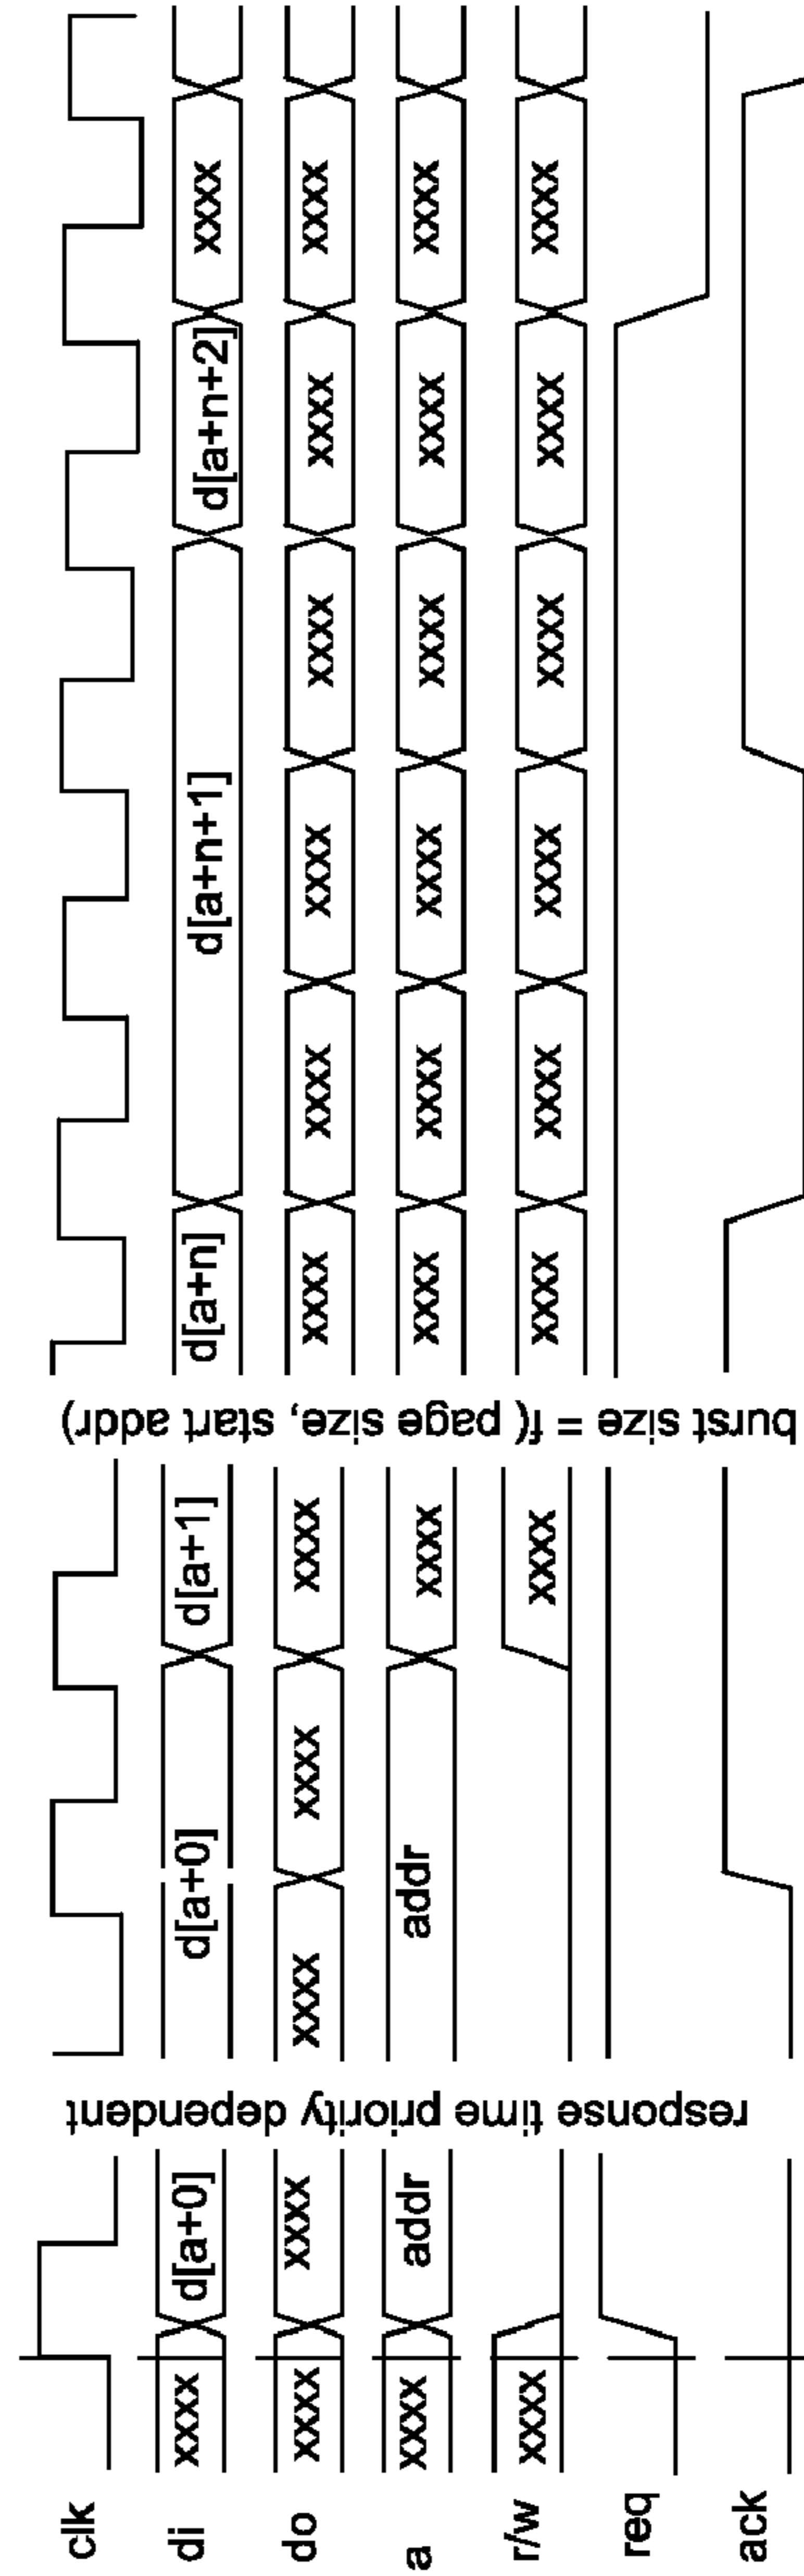 clk
di xxxx d[a+0] d[a+0] d[a+1] d[a+n] d[a+n+1] d[a+n+2] xxxx
do xxxx xxxx xxxx xxxx xxxx xxxx xxxx xxxx xxxx xxxx xxxx
a xxxx addr addr xxxx xxxx xxxx xxxx xxxx xxxx xxxx
r/w xxxx xxxx xxxx xxxx xxxx xxxx xxxx xxxx
req
ack
response time priority dependent
burst size = f( page size, start addr)